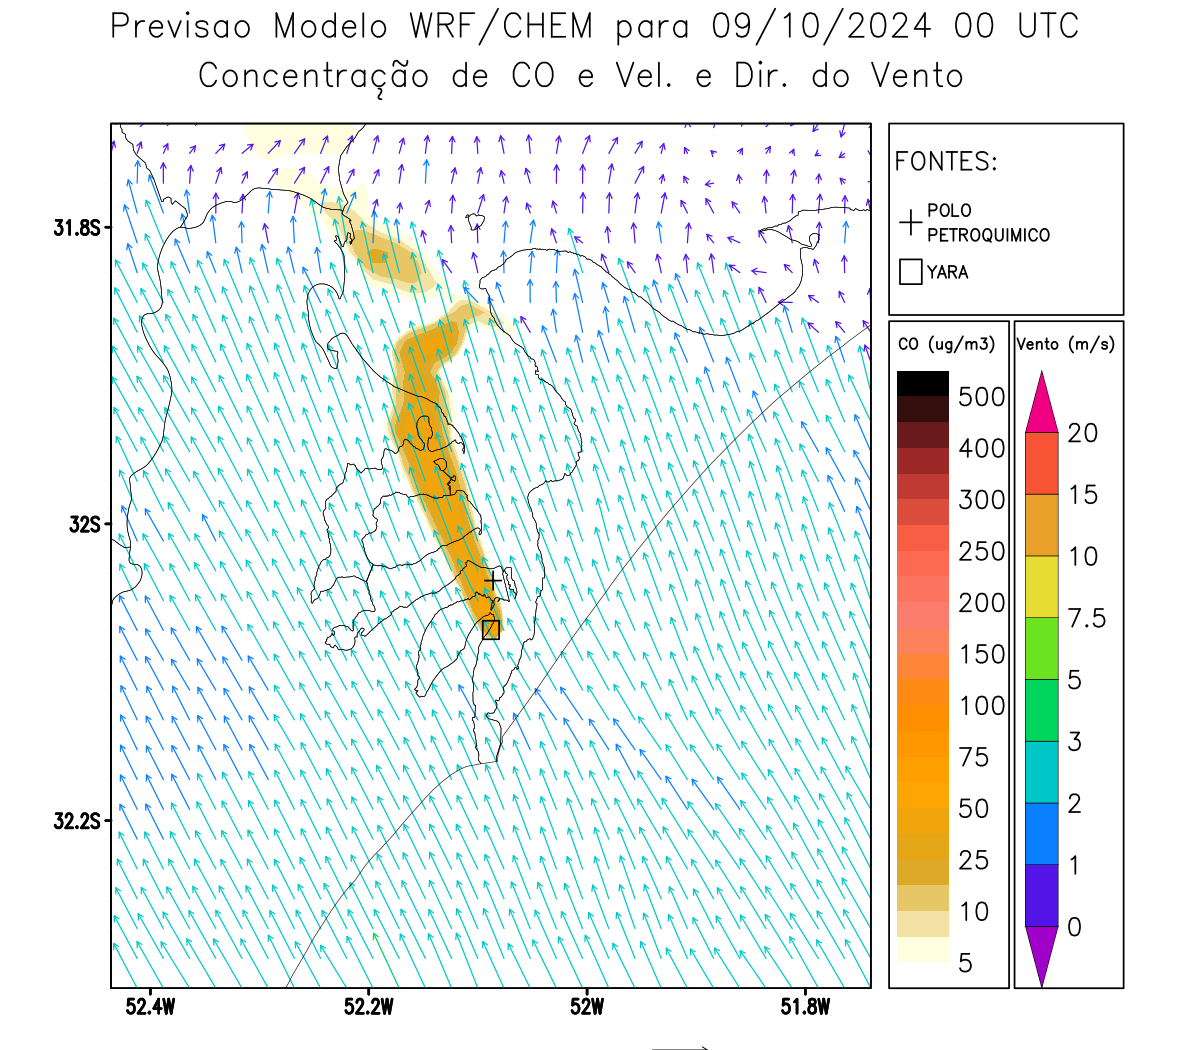 Previsao Modelo WRF/CHEM para 09/10/2024 00 UTC
Concentração de CO e Vel. e Dir. do Vento
FONTES:
POLO
PETROQUIMICO
YARA
CO (ug/m3)
500
400
300
250
200
150
100
75
50
25
10
5
Vento (m/s)
20
15
10
7.5
5
3
2
1
0
31.8S
32S
32.2S
52.4W
52.2W
52W
51.8W